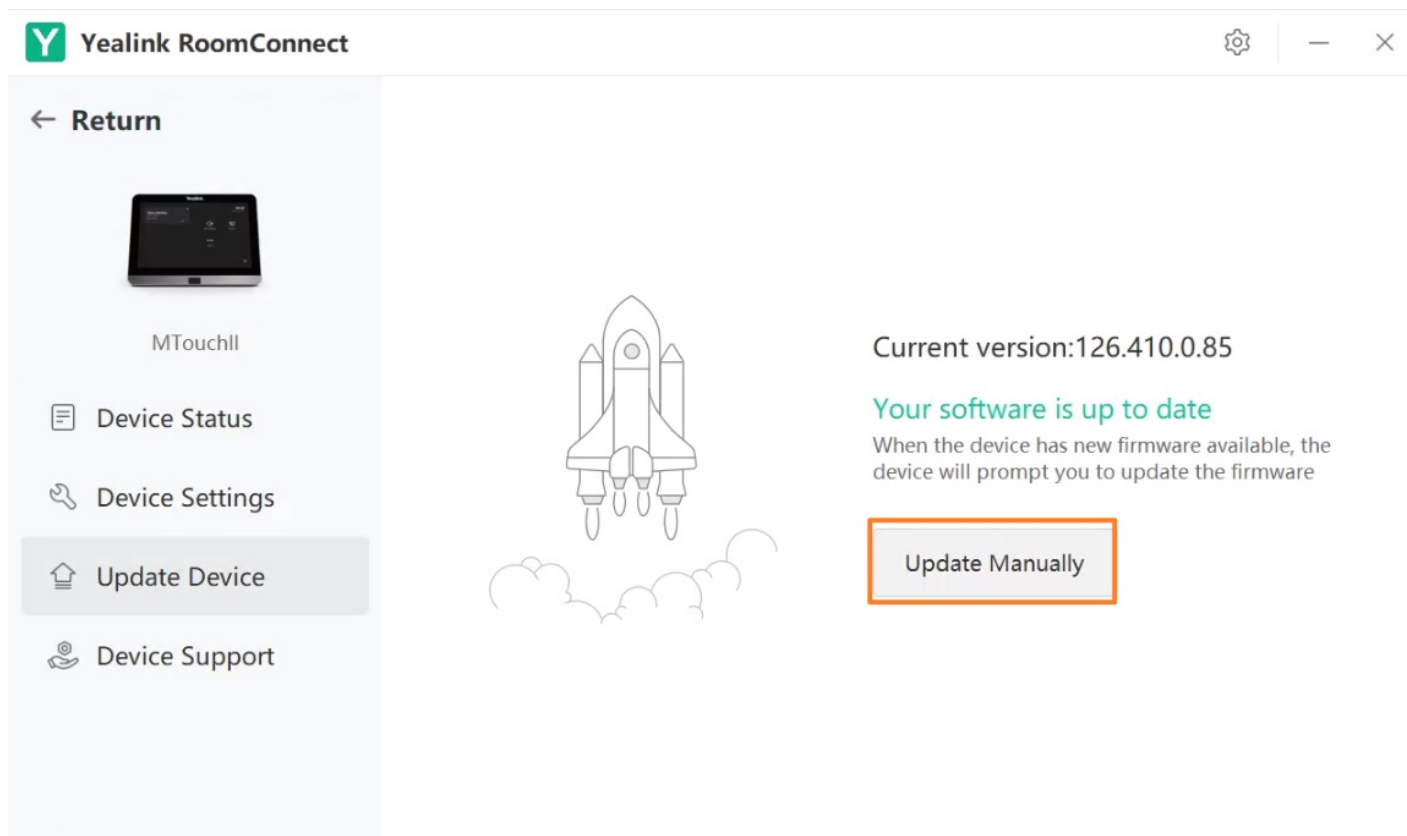 Yealink RoomConnect
Return
MTouchII
Device Status
Device Settings
Update Device
Device Support
Current version:126.410.0.85
Your software is up to date
When the device has new firmware available, the
device will prompt you to update the firmware
Update Manually